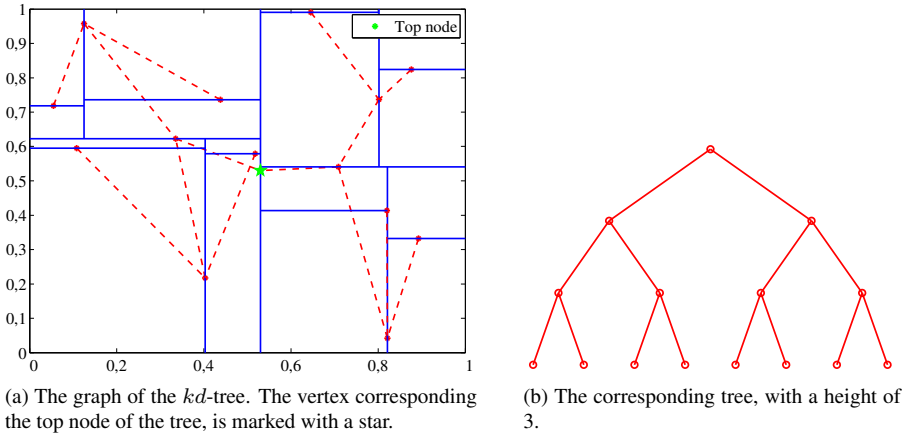 1
0,9
0,8
0,7
0,6
0,5
0,4
0,3
0,2
0,1
0
0 0,2 0,4 0,6 0,8 1
Top node
(a) The graph of the kd-tree. The vertex corresponding
the top node of the tree, is marked with a star.
(b) The corresponding tree, with a height of
3.